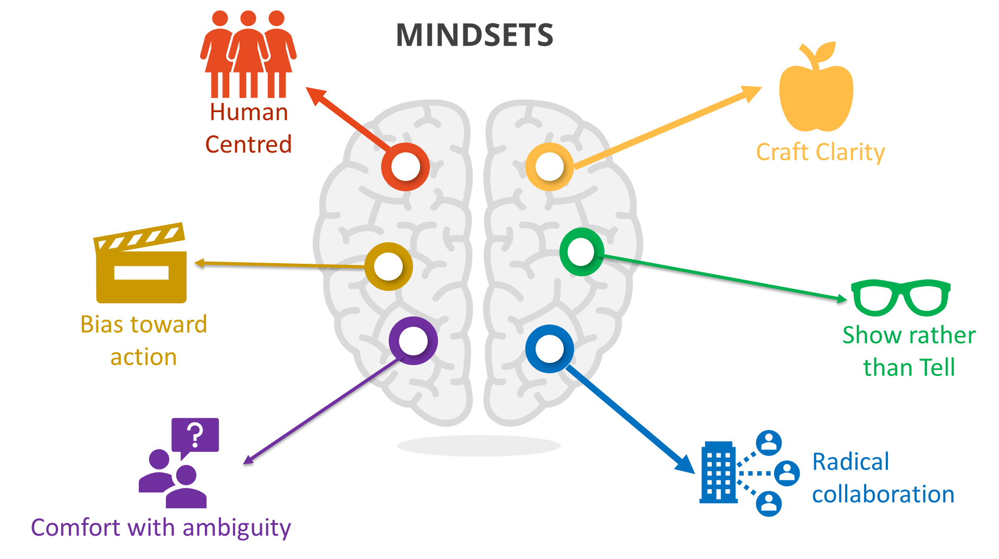 MINDSETS
Human
Centred
Craft Clarity
Bias toward
action
Show rather
than Tell
?
Radical
collaboration
Comfort with ambiguity